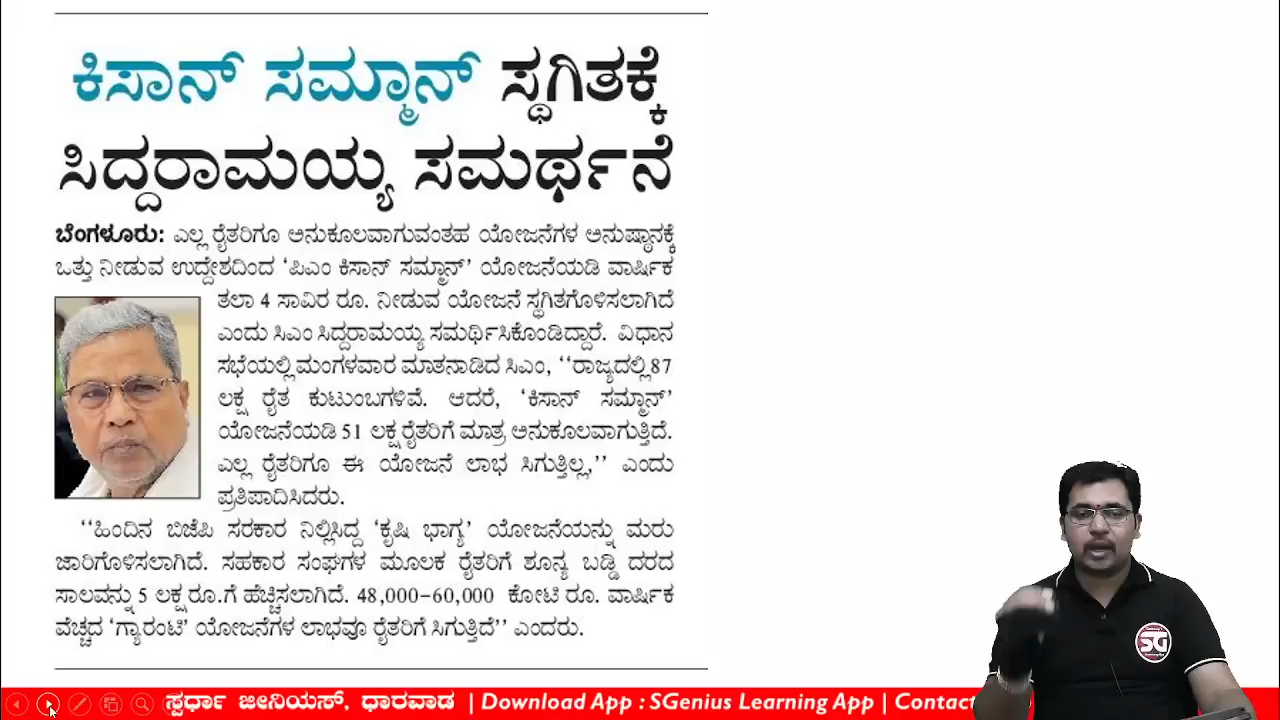 ಕಿಸಾನ್ ಸಮ್ಮಾನ್ ಸ್ಥಗಿತಕ್ಕೆ
ಸಿದ್ದರಾಮಯ್ಯ ಸಮರ್ಥನೆ
ಬೆಂಗಳೂರು: ಎಲ್ಲ ರೈತರಿಗೂ ಅನುಕೂಲವಾಗುವಂತಹ ಯೋಜನೆಗಳ ಅನುಷ್ಠಾನಕ್ಕೆ
ಒತ್ತು ನೀಡುವ ಉದ್ದೇಶದಿಂದ ‘ಪಿಎಂ ಕಿಸಾನ್ ಸಮ್ಮಾನ್’ ಯೋಜನೆಯಡಿ ವಾರ್ಷಿಕ
ತಲಾ 4 ಸಾವಿರ ರೂ. ನೀಡುವ ಯೋಜನೆ ಸ್ಥಗಿತಗೊಳಿಸಲಾಗಿದೆ
ಎಂದು ಸಿಎಂ ಸಿದ್ದರಾಮಯ್ಯ ಸಮರ್ಥಿಸಿಕೊಂಡಿದ್ದಾರೆ. ವಿಧಾನ
ಸಭೆಯಲ್ಲಿ ಮಂಗಳವಾರ ಮಾತನಾಡಿದ ಸಿಎಂ, ‘‘ರಾಜ್ಯದಲ್ಲಿ 87
ಲಕ್ಷ ರೈತ ಕುಟುಂಬಗಳಿವೆ. ಆದರೆ, ‘ಕಿಸಾನ್ ಸಮ್ಮಾನ್’
ಯೋಜನೆಯಡಿ 51 ಲಕ್ಷ ರೈತರಿಗೆ ಮಾತ್ರ ಅನುಕೂಲವಾಗುತ್ತಿದೆ.
ಎಲ್ಲ ರೈತರಿಗೂ ಈ ಯೋಜನೆ ಲಾಭ ಸಿಗುತ್ತಿಲ್ಲ,’’ ಎಂದು
ಪ್ರತಿಪಾದಿಸಿದರು.
‘‘ಹಿಂದಿನ ಬಿಜೆಪಿ ಸರಕಾರ ನಿಲ್ಲಿಸಿದ್ದ ‘ಕೃಷಿ ಭಾಗ್ಯ’ ಯೋಜನೆಯನ್ನು ಮರು
ಜಾರಿಗೊಳಿಸಲಾಗಿದೆ. ಸಹಕಾರ ಸಂಘಗಳ ಮೂಲಕ ರೈತರಿಗೆ ಶೂನ್ಯ ಬಡ್ಡಿ ದರದ
ಸಾಲವನ್ನು 5 ಲಕ್ಷ ರೂ.ಗೆ ಹೆಚ್ಚಿಸಲಾಗಿದೆ. 48,000–60,000 ಕೋಟಿ ರೂ. ವಾರ್ಷಿಕ
ವೆಚ್ಚದ ‘ಗ್ಯಾರಂಟಿ’ ಯೋಜನೆಗಳ ಲಾಭವೂ ರೈತರಿಗೆ ಸಿಗುತ್ತಿದೆ’’ ಎಂದರು.
SG
ಸ್ಪರ್ಧಾ ಜೀನಿಯಸ್, ಧಾರವಾಡ | Download App : SGenius Learning App | Contact